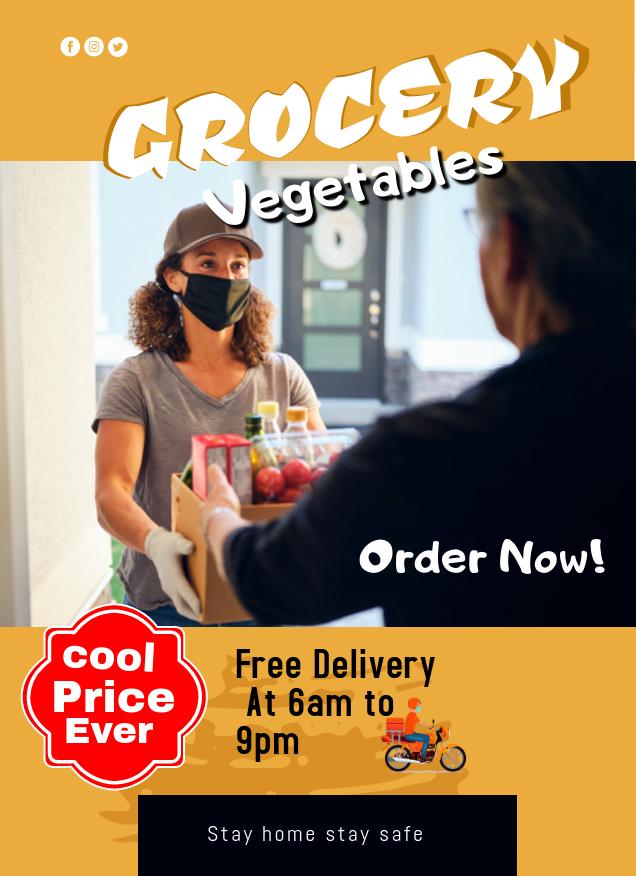 GROCERY
Vegetables
Order Now!
cool
Price
Ever
Free Delivery
At 6am to
9pm
Stay home stay safe